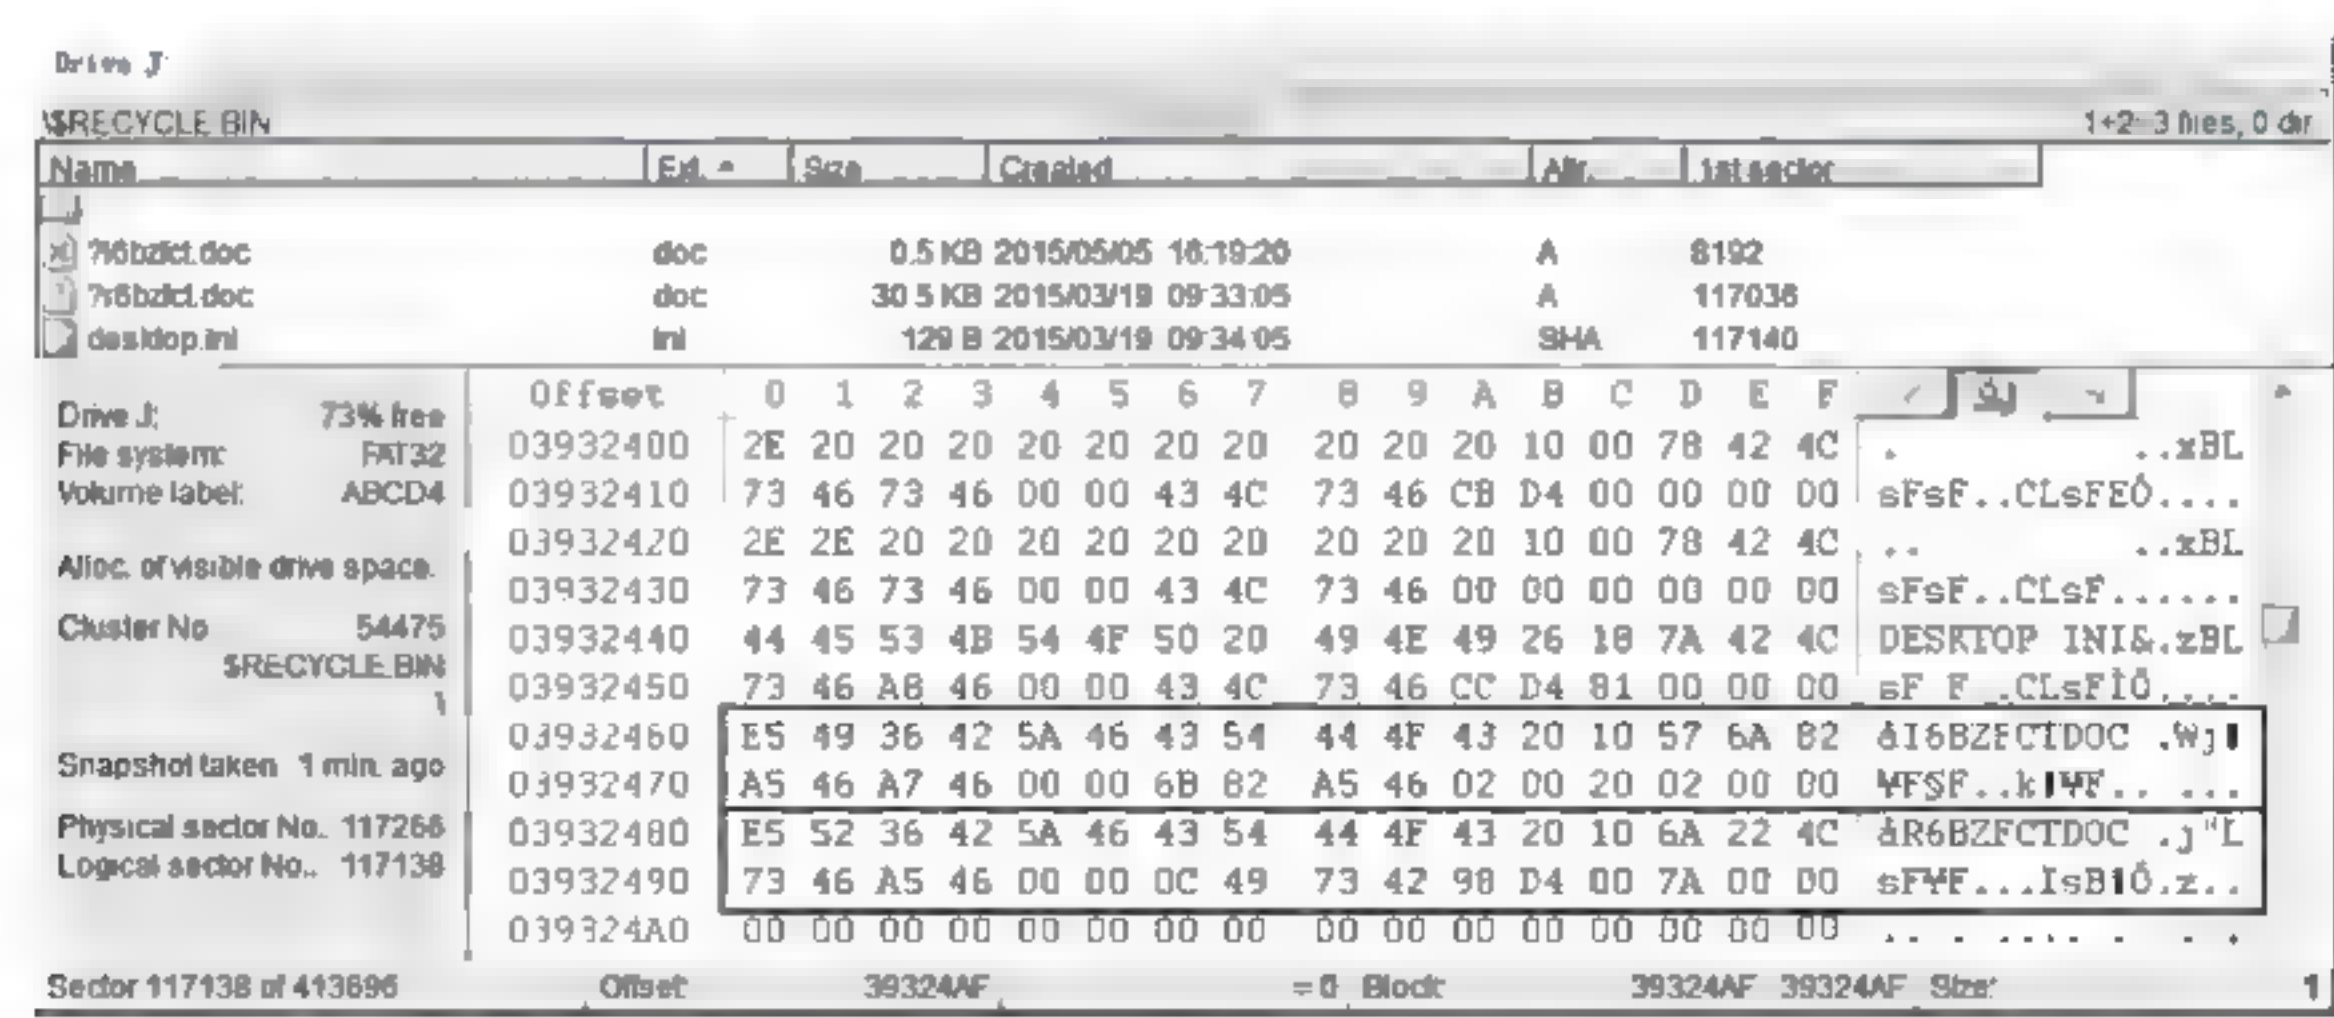 Drive J:
\$RECYCLE.BIN 1+2=3 files, 0 dir.
Name Ext. Size Created Attr. 1st sector
?i6bzfct.doc doc 0.5 KB 2015/05/05 16:19:20 A 8192
?r6bzfct.doc doc 30.5 KB 2015/03/19 09:33:05 A 117036
desktop.ini ini 129 B 2015/03/19 09:34:05 SHA 117140
Offset 0 1 2 3 4 5 6 7 8 9 A B C D E F
03932400 2E 20 20 20 20 20 20 20 20 20 20 10 00 78 42 4C . ..xBL
03932410 73 46 73 46 00 00 43 4C 73 46 CB D4 00 00 00 00 sFsF..CLsFËÔ....
03932420 2E 2E 20 20 20 20 20 20 20 20 20 10 00 78 42 4C .. ..xBL
03932430 73 46 73 46 00 00 43 4C 73 46 00 00 00 00 00 00 sFsF..CLsF......
03932440 44 45 53 4B 54 4F 50 20 49 4E 49 26 18 7A 42 4C DESKTOP INI&.zBL
03932450 73 46 A8 46 00 00 43 4C 73 46 CC D4 81 00 00 00 sF F..CLsFÌÔ....
03932460 E5 49 36 42 5A 46 43 54 44 4F 43 20 10 57 6A 82 åI6BZFCTDOC .Wj
03932470 A5 46 A7 46 00 00 6B 82 A5 46 02 00 20 02 00 00 ¥F§F..k ¥F.. ...
03932480 E5 52 36 42 5A 46 43 54 44 4F 43 20 10 6A 22 4C åR6BZFCTDOC .j"L
03932490 73 46 A5 46 00 00 0C 49 73 42 98 D4 00 7A 00 00 sF¥F...IsB Ô.z..
039324A0 00 00 00 00 00 00 00 00 00 00 00 00 00 00 00 00 ................
Drive J: 73% free
File system: FAT32
Volume label: ABCD4
Alloc. of visible drive space:
Cluster No.: 54475
$RECYCLE.BIN
\
Snapshot taken 1 min. ago
Physical sector No.: 117266
Logical sector No.: 117138
Sector 117138 of 413696 Offset: 39324AF = 0 Block: 39324AF - 39324AF Size: 1